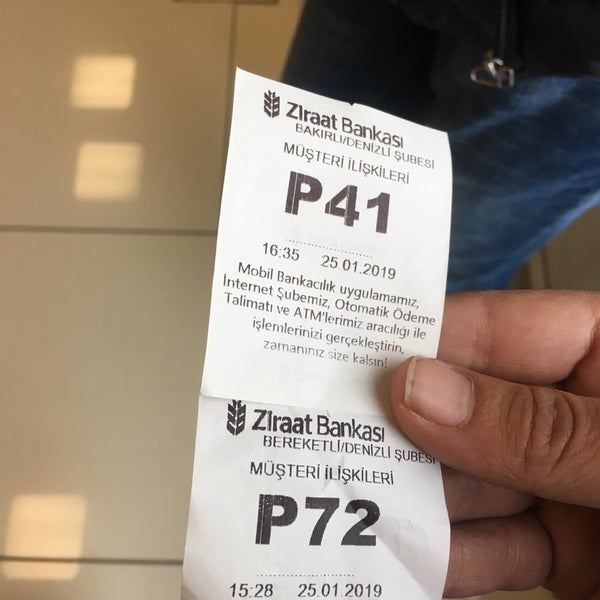 Ziraat Bankası
BAKIRLI/DENİZLİ ŞUBESİ
MÜŞTERİ İLİŞKİLERİ
P41
16:35 25.01.2019
Mobil Bankacılık uygulamamız,
İnternet Şubemiz, Otomatik Ödeme
Talimatı ve ATM'lerimiz aracılığı ile
işlemlerinizi gerçekleştirin,
zamanınız size kalsın!
Ziraat Bankası
BEREKETLİ/DENİZLİ ŞUBESİ
MÜŞTERİ İLİŞKİLERİ
P72
15:28 25.01.2019